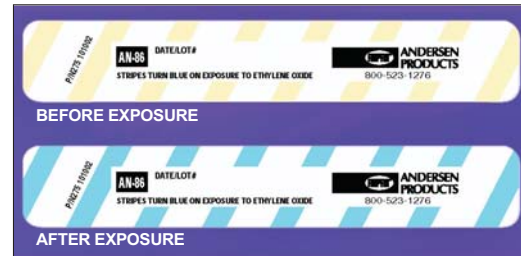 P/N275 101002
AN-86 DATE/LOT# ANDERSEN PRODUCTS
STRIPES TURN BLUE ON EXPOSURE TO ETHYLENE OXIDE 800-523-1276
BEFORE EXPOSURE
P/N275 101002
AN-86 DATE/LOT# ANDERSEN PRODUCTS
STRIPES TURN BLUE ON EXPOSURE TO ETHYLENE OXIDE 800-523-1276
AFTER EXPOSURE